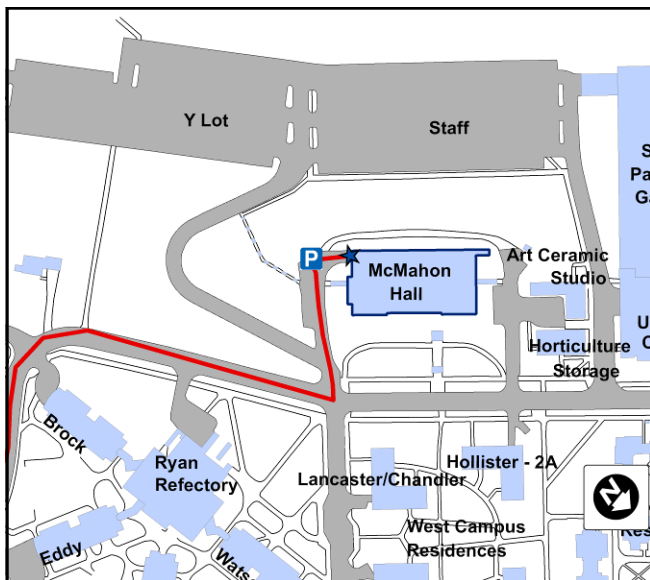 Y Lot
Staff
P
McMahon
Hall
Art Ceramic
Studio
Horticulture
Storage
Brock
Ryan
Refectory
Lancaster/Chandler
Hollister - 2A
West Campus
Residences
Eddy
N